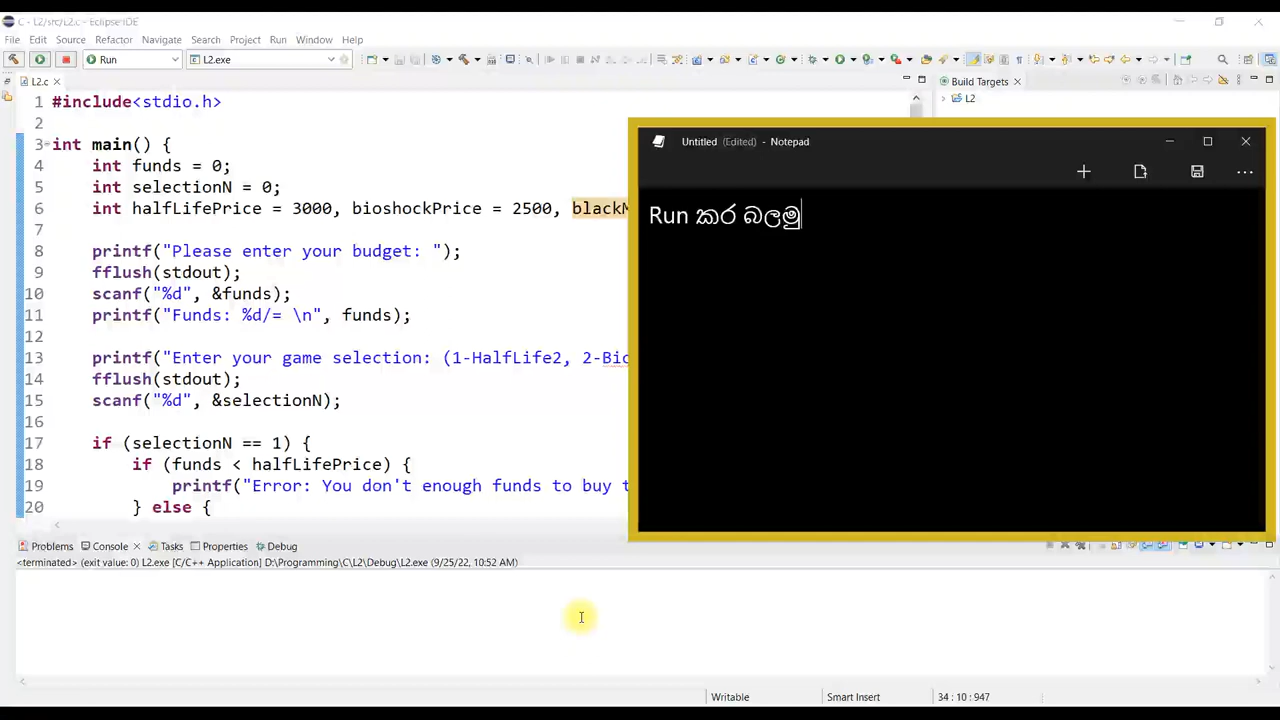 C - L2/src/L2.c - Eclipse IDE
File Edit Source Refactor Navigate Search Project Run Window Help
Run L2.exe
L2.c
Build Targets
L2
1 #include<stdio.h>
2
3 int main() {
4 int funds = 0;
5 int selectionN = 0;
6 int halfLifePrice = 3000, bioshockPrice = 2500,
7
8 printf("Please enter your budget: ");
9 fflush(stdout);
10 scanf("%d", &funds);
11 printf("Funds: %d/= \n", funds);
12
13 printf("Enter your game selection: (1-HalfLife2, 2-Bio
14 fflush(stdout);
15 scanf("%d", &selectionN);
16
17 if (selectionN == 1) {
18 if (funds < halfLifePrice) {
19 printf("Error: You don't enough funds to buy t
20 } else {
Untitled (Edited) - Notepad
Run කර බලමු
Problems Console Tasks Properties Debug
<terminated> (exit value: 0) L2.exe [C/C++ Application] D:\Programming\C\L2\Debug\L2.exe (9/25/22, 10:52 AM)
Writable Smart Insert 34 : 10 : 947